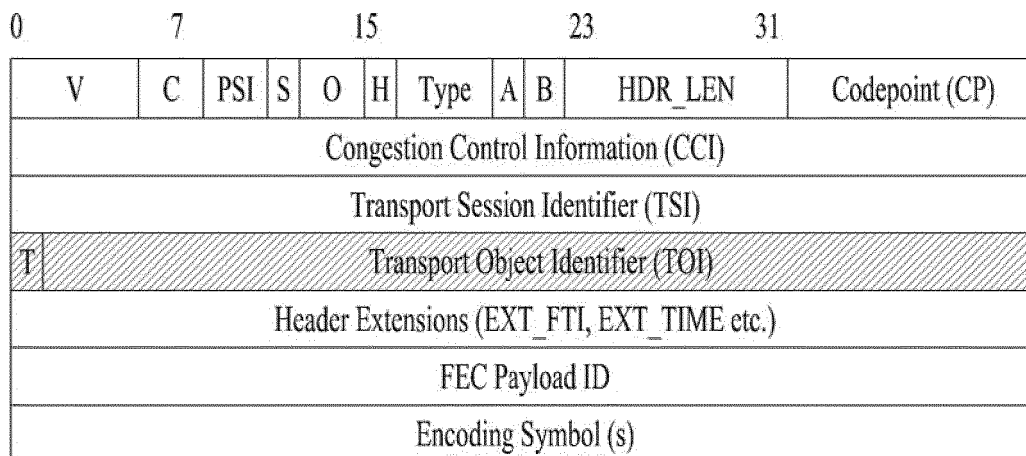 0 7 15 23 31
V C PSI S O H Type A B HDR_LEN Codepoint (CP)
Congestion Control Information (CCI)
Transport Session Identifier (TSI)
T Transport Object Identifier (TOI)
Header Extensions (EXT_FTI, EXT_TIME etc.)
FEC Payload ID
Encoding Symbol (s)